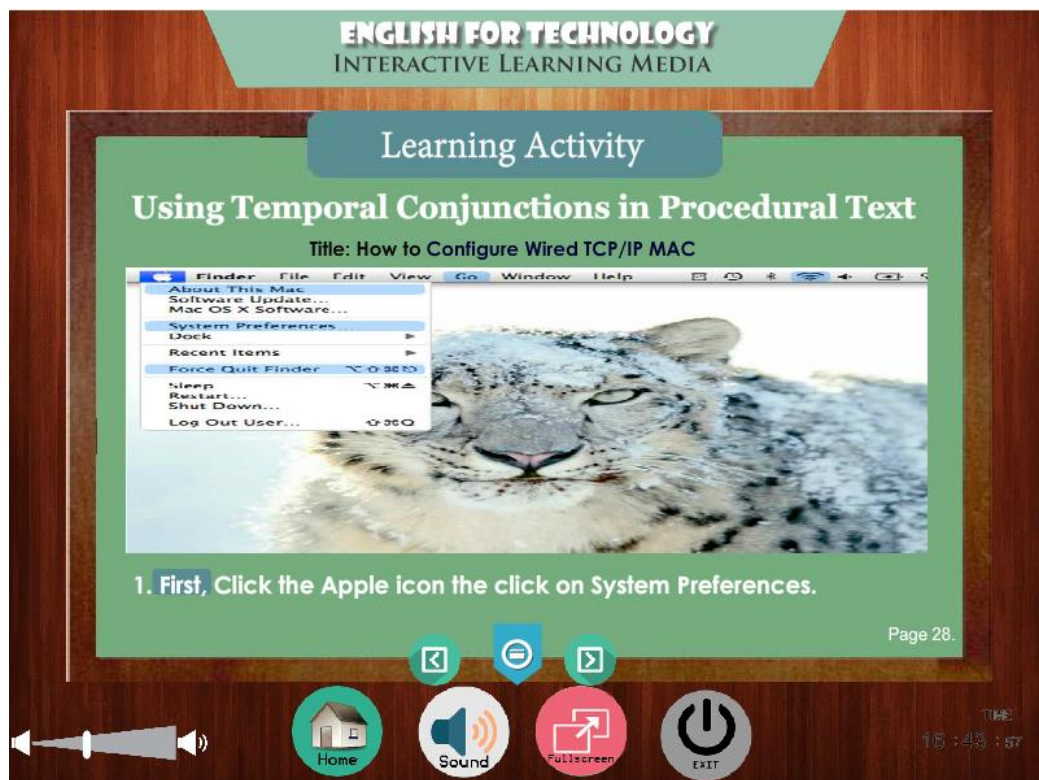 ENGLISH FOR TECHNOLOGY
INTERACTIVE LEARNING MEDIA
Learning Activity
Using Temporal Conjunctions in Procedural Text
Title: How to Configure Wired TCP/IP MAC
Finder File Edit View Go Window Help
About This Mac
Software Update...
Mac OS X Software...
System Preferences...
Dock
Recent Items
Force Quit Finder
Sleep
Restart...
Shut Down...
Log Out User...
1. First, Click the Apple icon the click on System Preferences.
Page 28.
Home
Sound
Fullscreen
EXIT
TIME
16 :43 : 57